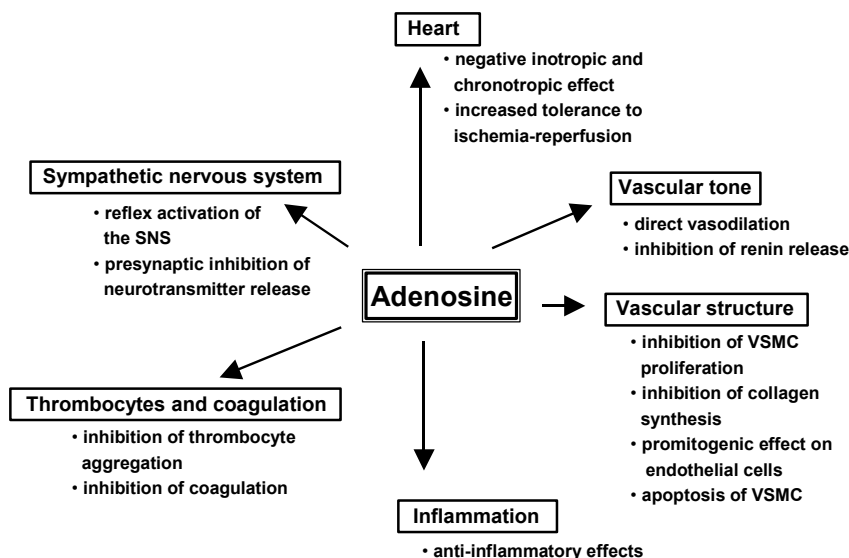 Heart
• negative inotropic and
chronotropic effect
• increased tolerance to
ischemia-reperfusion
Sympathetic nervous system
• reflex activation of
the SNS
• presynaptic inhibition of
neurotransmitter release
Vascular tone
• direct vasodilation
• inhibition of renin release
Adenosine
Vascular structure
• inhibition of VSMC
proliferation
• inhibition of collagen
synthesis
• promitogenic effect on
endothelial cells
• apoptosis of VSMC
Thrombocytes and coagulation
• inhibition of thrombocyte
aggregation
• inhibition of coagulation
Inflammation
• anti-inflammatory effects